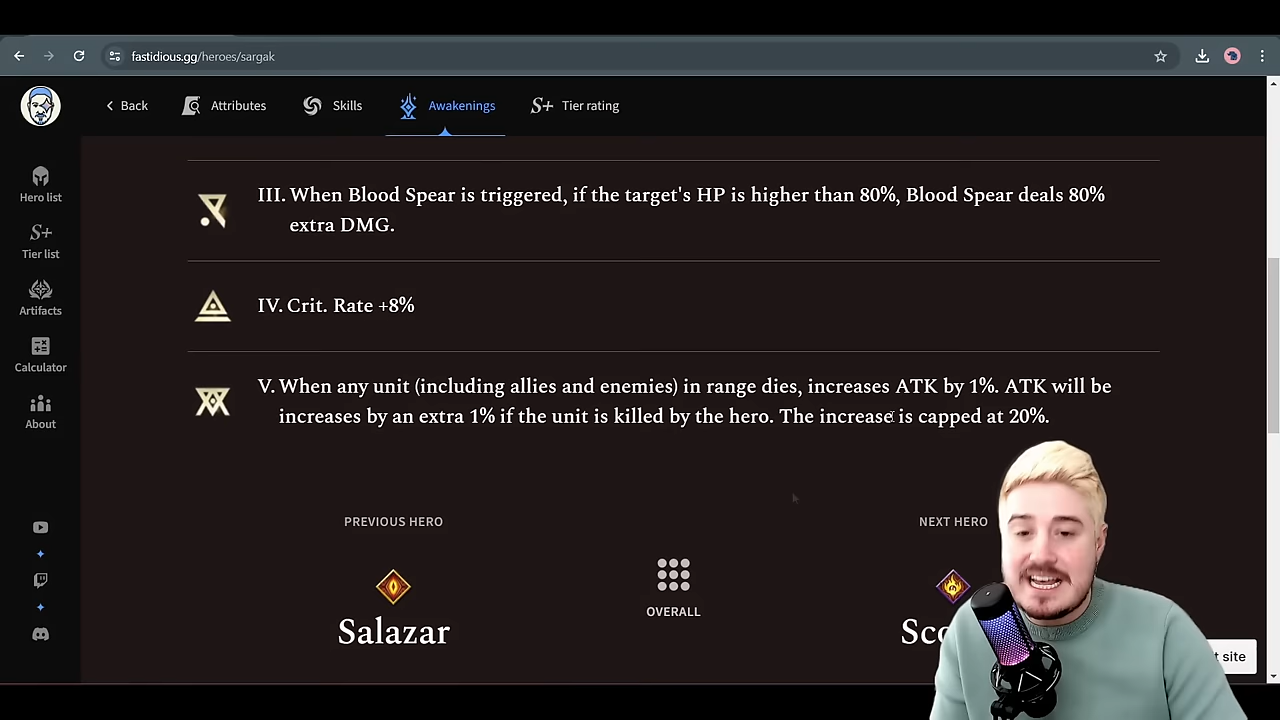 fastidious.gg/heroes/sargak
Back
Attributes
Skills
Awakenings
S+ Tier rating
Hero list
S+
Tier list
Artifacts
Calculator
About
III. When Blood Spear is triggered, if the target's HP is higher than 80%, Blood Spear deals 80%
extra DMG.
IV. Crit. Rate +8%
V. When any unit (including allies and enemies) in range dies, increases ATK by 1%. ATK will be
increases by an extra 1% if the unit is killed by the hero. The increase is capped at 20%.
PREVIOUS HERO
NEXT HERO
OVERALL
Salazar
site